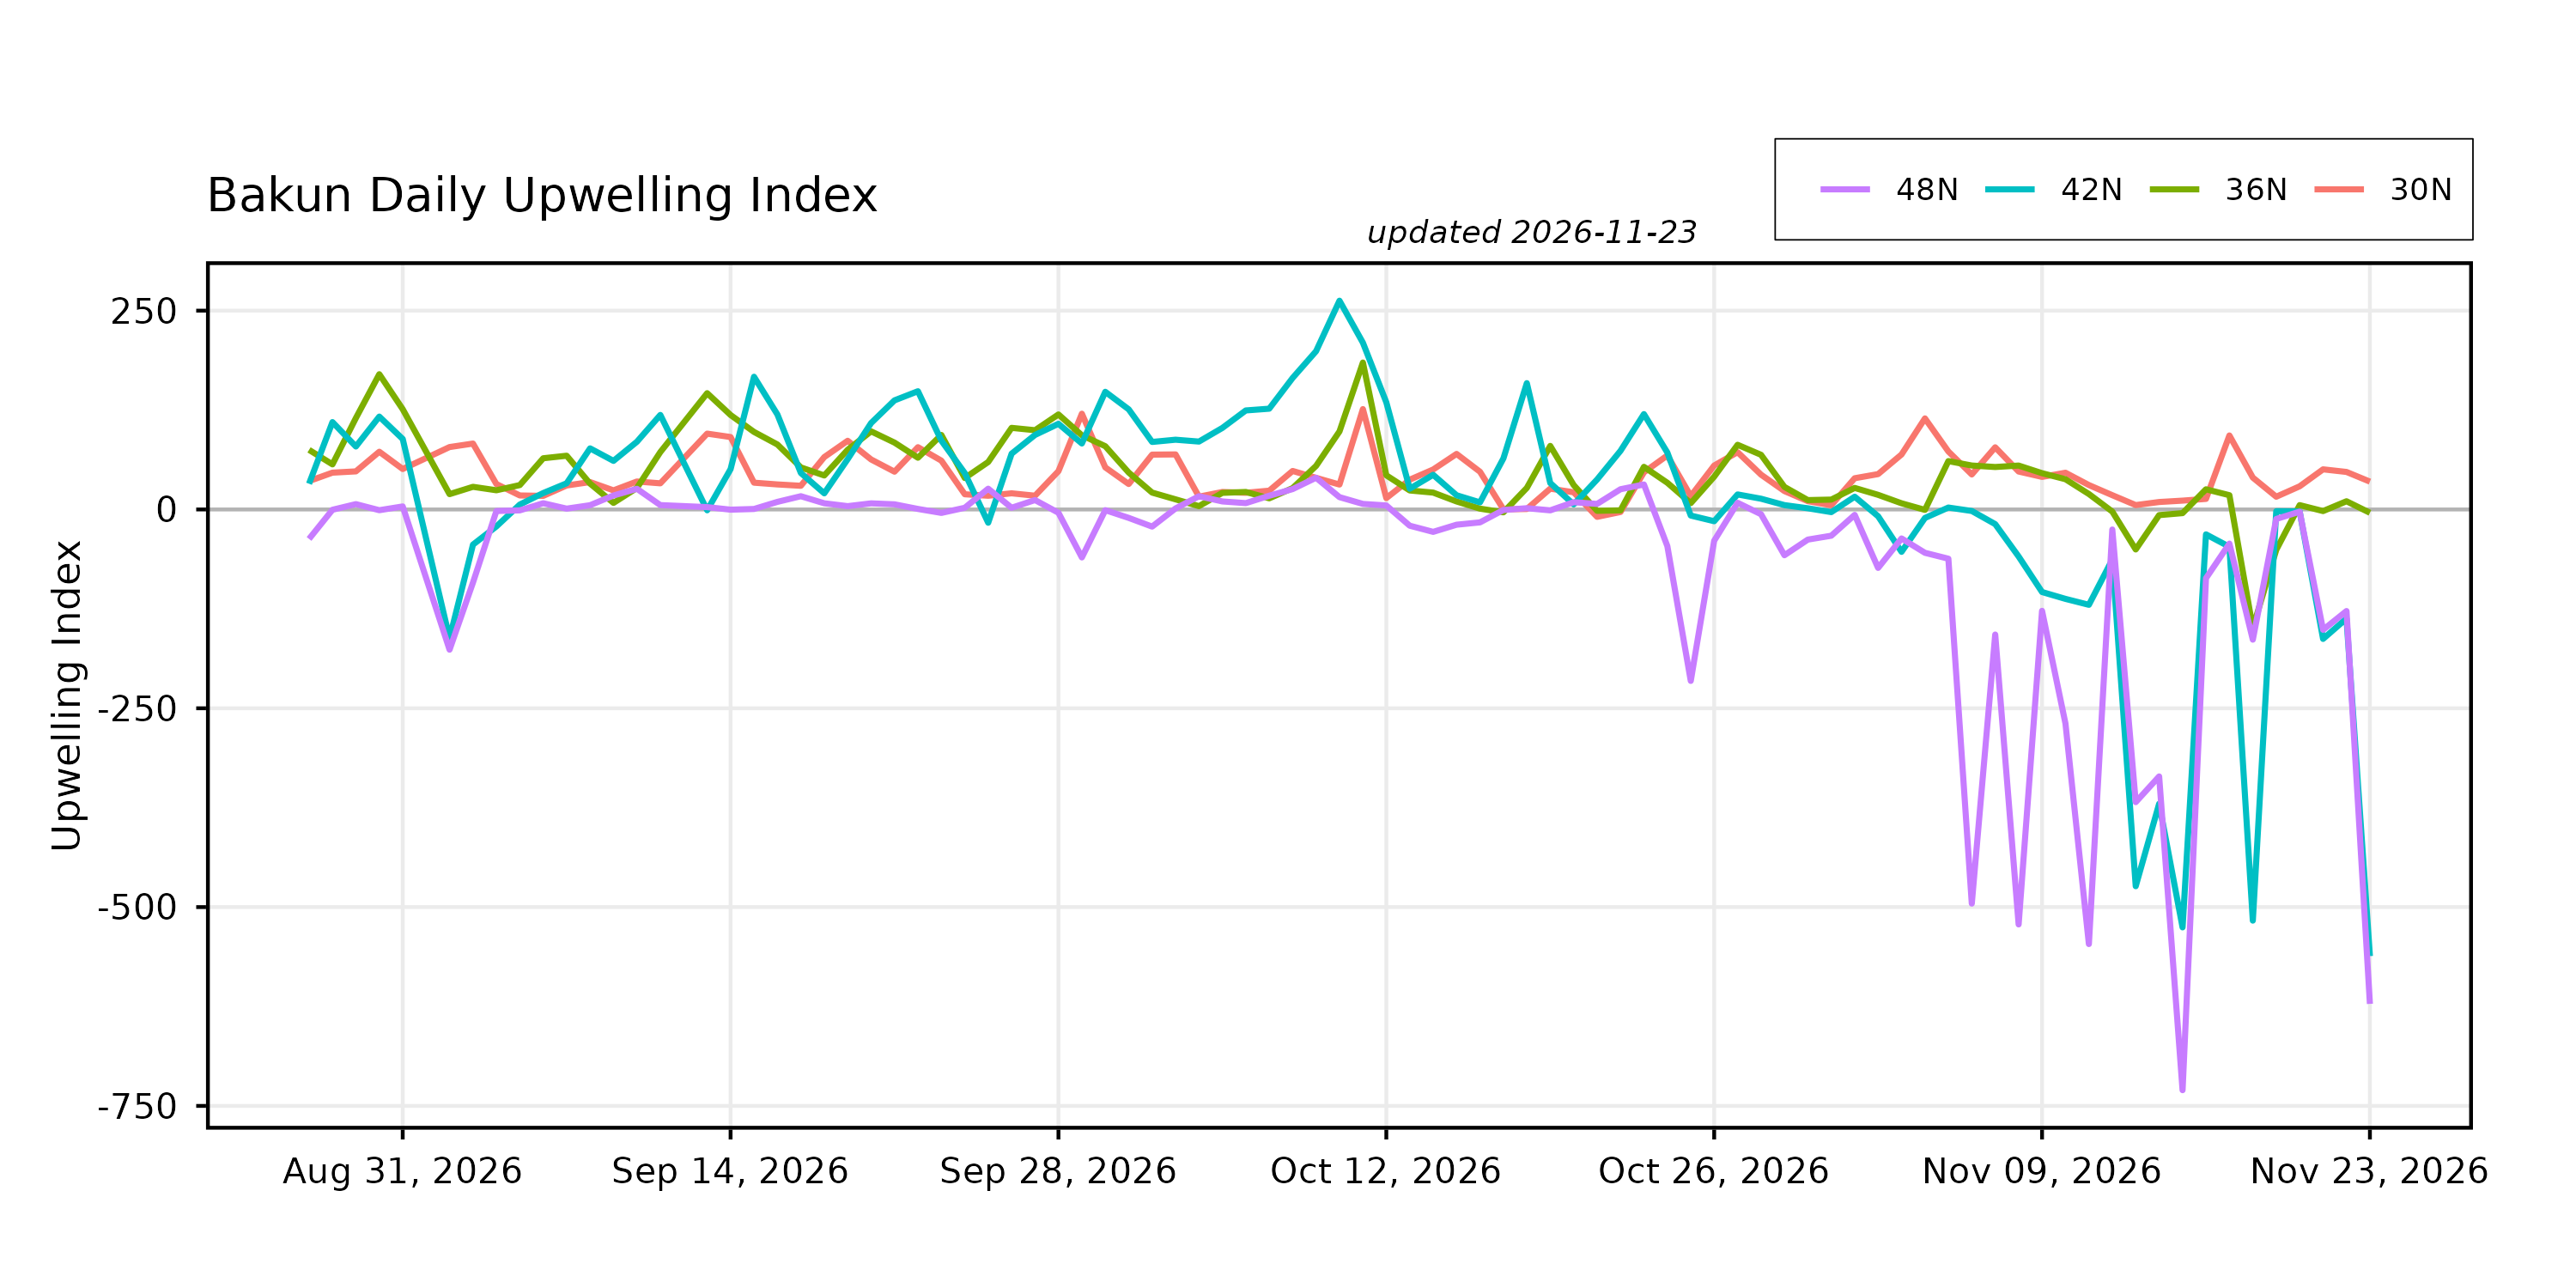 Bakun Daily Upwelling Index
updated 2026-11-23
48N 42N 36N 30N
Upwelling Index
250
0
-250
-500
-750
Aug 31, 2026 Sep 14, 2026 Sep 28, 2026 Oct 12, 2026 Oct 26, 2026 Nov 09, 2026 Nov 23, 2026